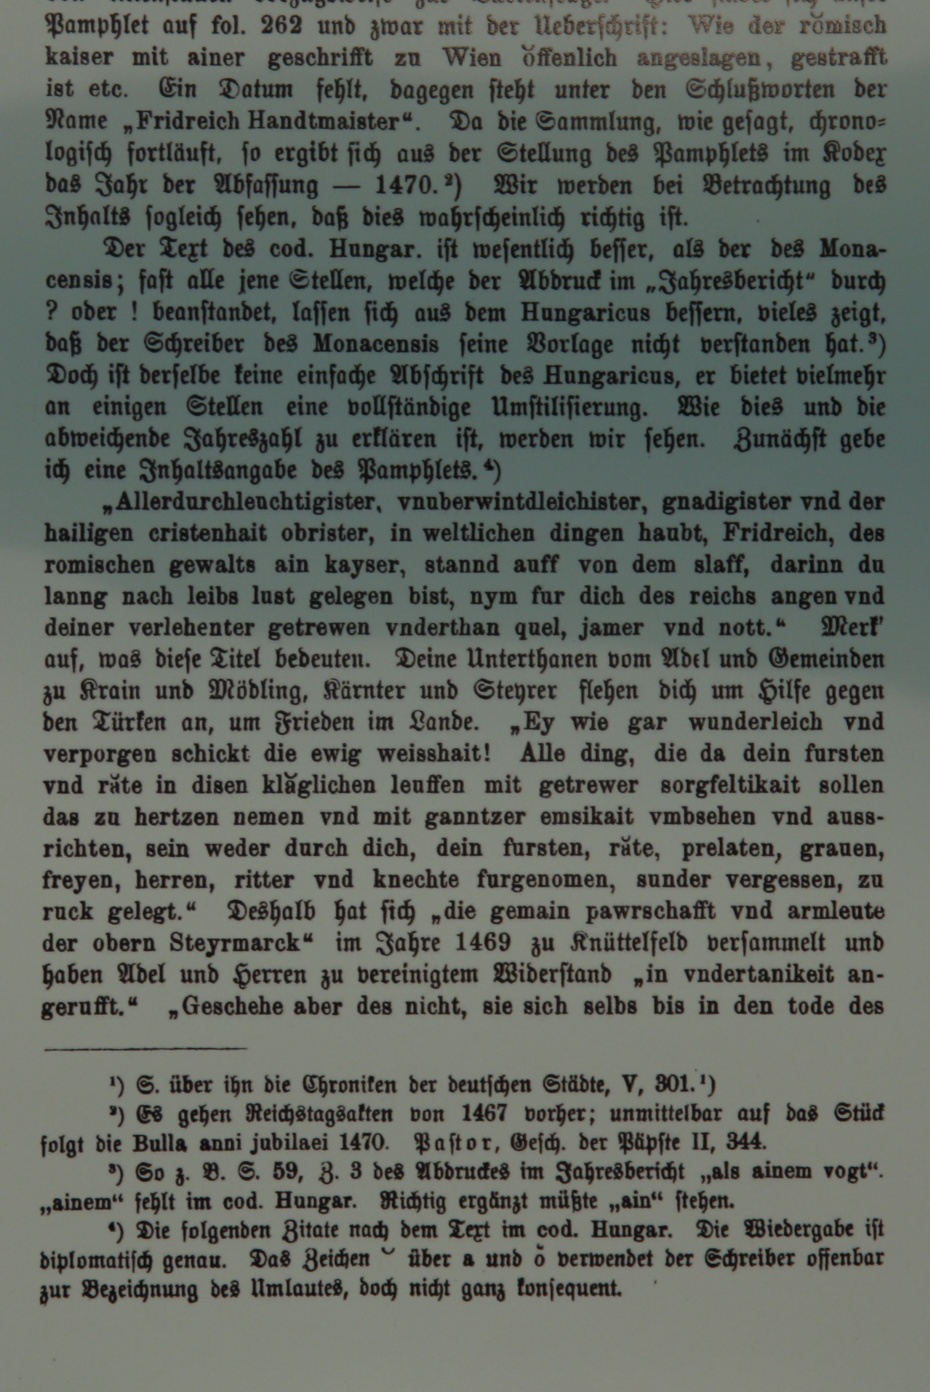 Pamphlet auf fol. 262 und zwar mit der Ueberschrift: Wie der römisch
kaiser mit ainer geschrifft zu Wien öffenlich angeslagen, gestrafft
ist etc. Ein Datum fehlt, dagegen steht unter den Schlußworten der
Name „Fridreich Handtmaister“. Da die Sammlung, wie gesagt, chrono-
logisch fortläuft, so ergibt sich aus der Stellung des Pamphlets im Kodex
das Jahr der Abfassung — 1470.²) Wir werden bei Betrachtung des
Inhalts sogleich sehen, daß dies wahrscheinlich richtig ist.
Der Text des cod. Hungar. ist wesentlich besser, als der des Mona-
censis; fast alle jene Stellen, welche der Abdruck im „Jahresbericht“ durch
? oder ! beanstandet, lassen sich aus dem Hungaricus bessern, vieles zeigt,
daß der Schreiber des Monacensis seine Vorlage nicht verstanden hat.³)
Doch ist derselbe keine einfache Abschrift des Hungaricus, er bietet vielmehr
an einigen Stellen eine vollständige Umstilisierung. Wie dies und die
abweichende Jahreszahl zu erklären ist, werden wir sehen. Zunächst gebe
ich eine Inhaltsangabe des Pamphlets.⁴)
„Allerdurchleuchtigister, vnuberwintdleichister, gnadigister vnd der
hailigen cristenhait obrister, in weltlichen dingen haubt, Fridreich, des
romischen gewalts ain kayser, stannd auff von dem slaff, darinn du
lanng nach leibs lust gelegen bist, nym fur dich des reichs angen vnd
deiner verlehenter getrewen vnderthan quel, jamer vnd nott.“ Merk’
auf, was diese Titel bedeuten. Deine Unterthanen vom Adel und Gemeinden
zu Krain und Mödling, Kärnter und Steyrer flehen dich um Hilfe gegen
den Türken an, um Frieden im Lande. „Ey wie gar wunderleich vnd
verporgen schickt die ewig weisshait! Alle ding, die da dein fursten
vnd răte in disen klăglichen leuffen mit getrewer sorgfeltikait sollen
das zu hertzen nemen vnd mit ganntzer emsikait vmbsehen vnd auss-
richten, sein weder durch dich, dein fursten, răte, prelaten, grauen,
freyen, herren, ritter vnd knechte furgenomen, sunder vergessen, zu
ruck gelegt.“ Deshalb hat sich „die gemain pawrschafft vnd armleute
der obern Steyrmarck“ im Jahre 1469 zu Knüttelfeld versammelt und
haben Adel und Herren zu vereinigtem Widerstand „in vndertanikeit an-
gerufft.“ „Geschehe aber des nicht, sie sich selbs bis in den tode des
¹) S. über ihn die Chroniken der deutschen Städte, V, 301.¹)
²) Es gehen Reichstagsakten von 1467 vorher; unmittelbar auf das Stück
folgt die Bulla anni jubilaei 1470. Pastor, Gesch. der Päpste II, 344.
³) So z. B. S. 59, Z. 3 des Abdruckes im Jahresbericht „als ainem vogt“.
„ainem“ fehlt im cod. Hungar. Richtig ergänzt müßte „ain“ stehen.
⁴) Die folgenden Zitate nach dem Text im cod. Hungar. Die Wiedergabe ist
diplomatisch genau. Das Zeichen ˘ über a und ŏ verwendet der Schreiber offenbar
zur Bezeichnung des Umlautes, doch nicht ganz konsequent.